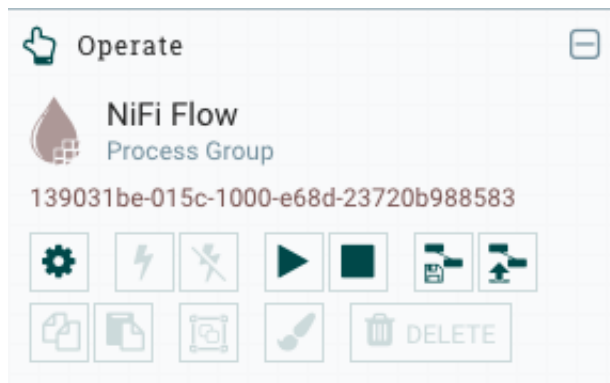 Operate
NiFi Flow
Process Group
139031be-015c-1000-e68d-23720b988583
DELETE